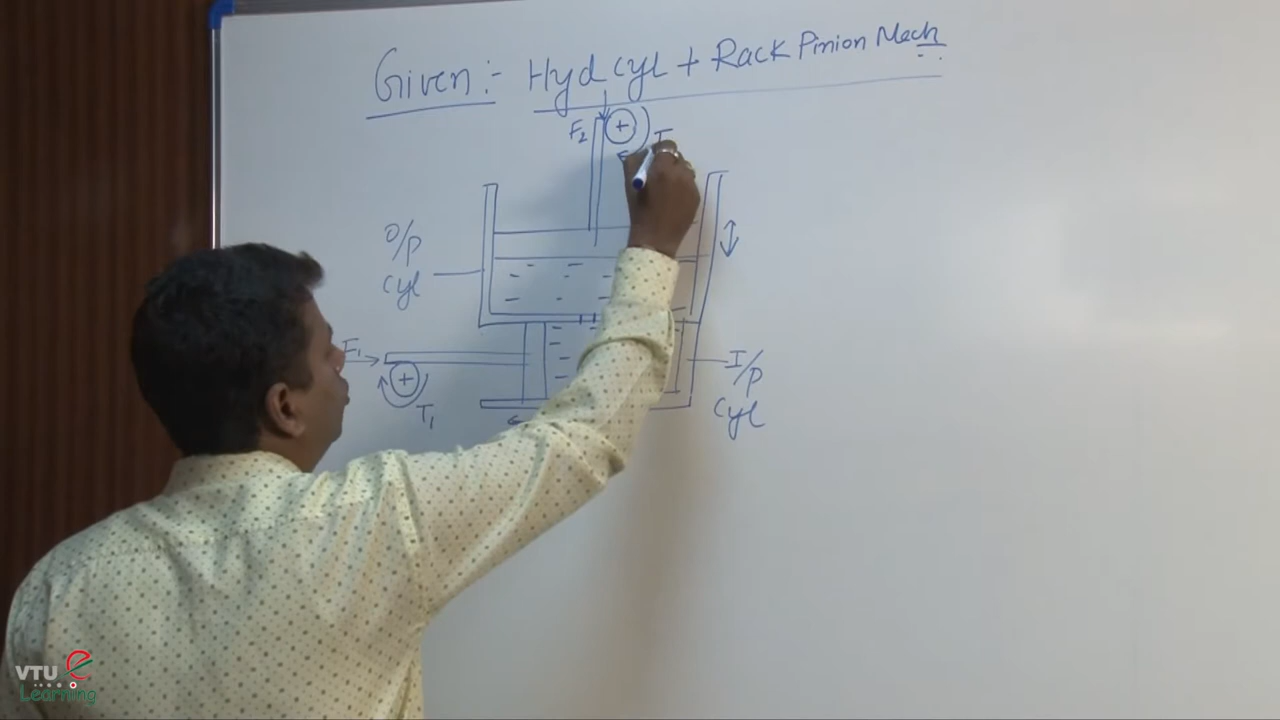 Given:- Hyd cyl + Rack Pinion Mech
F2
T
O/p
cyl
F1
T1
I/p
cyl
VTU e
Learning